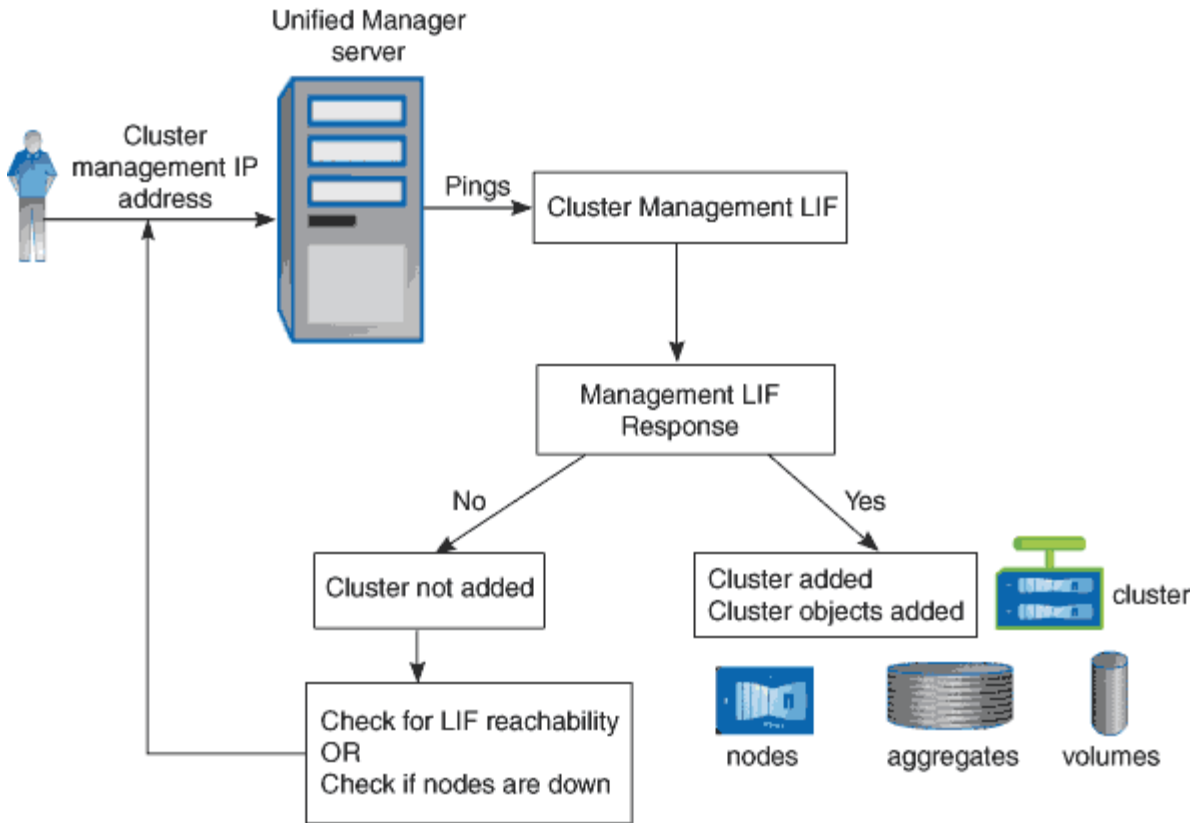 Unified Manager
server
Cluster
management IP
address
Pings
Cluster Management LIF
Management LIF
Response
No
Yes
Cluster not added
Cluster added
Cluster objects added
cluster
Check for LIF reachability
OR
Check if nodes are down
nodes
aggregates
volumes